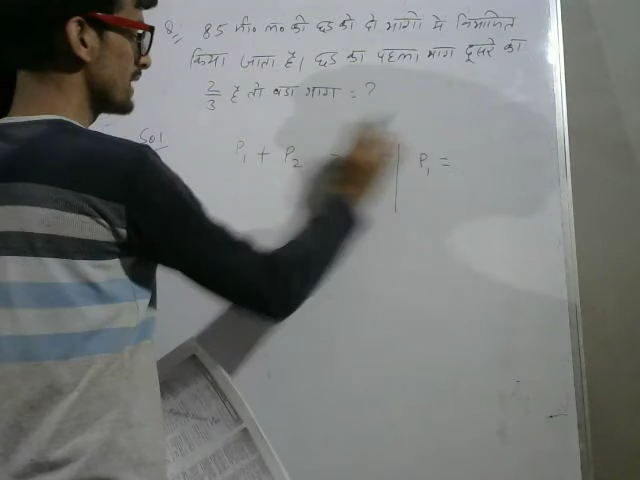 Q. 85 मी० ल० की छड़ को दो भागों में विभाजित
किया जाता है। छड़ का पहला भाग दूसरे का
2/3 है तो बड़ा भाग = ?
Sol
P₁ + P₂ =
P₁ =